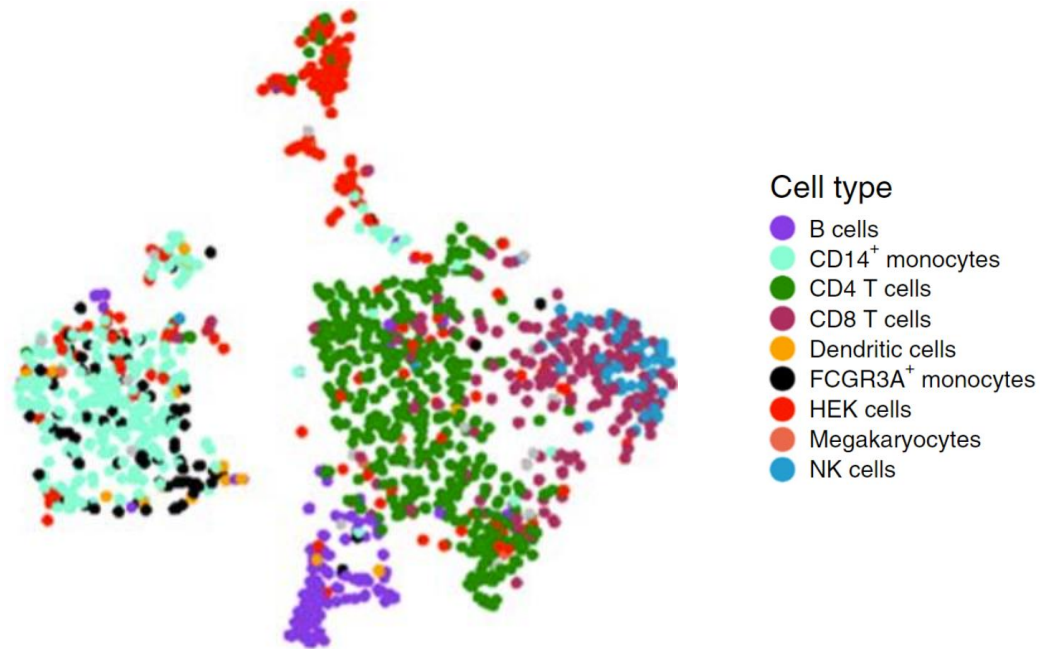 Cell type
B cells
CD14⁺ monocytes
CD4 T cells
CD8 T cells
Dendritic cells
FCGR3A⁺ monocytes
HEK cells
Megakaryocytes
NK cells